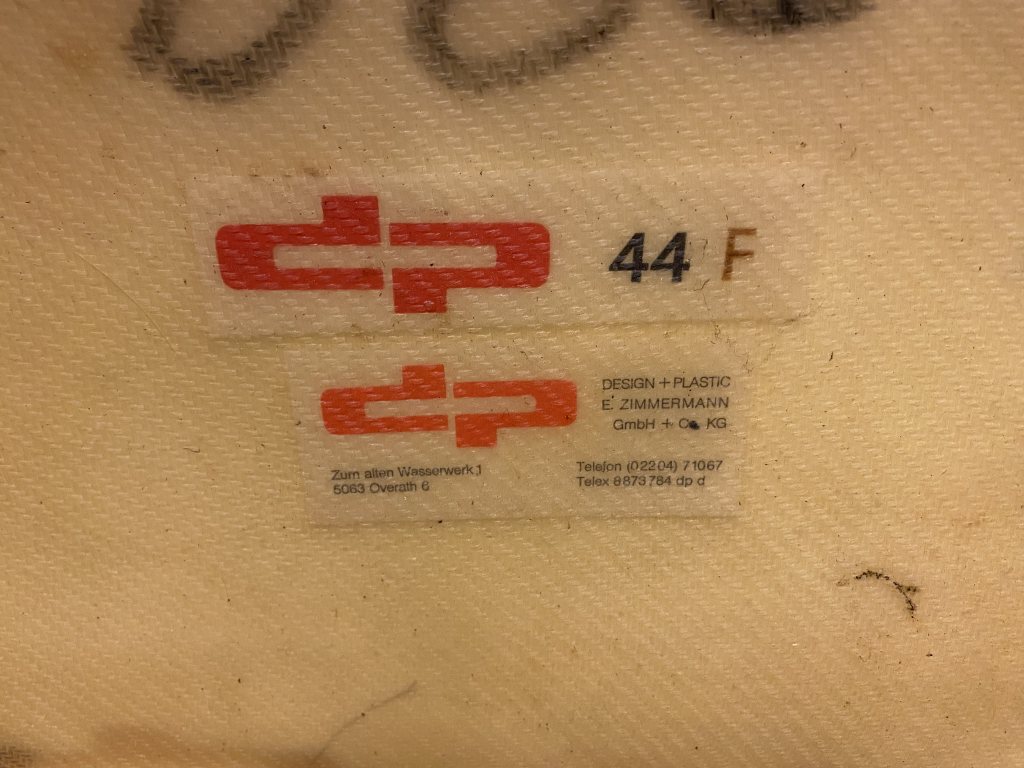 dp 44 F
dp
DESIGN + PLASTIC
E. ZIMMERMANN
GmbH + Co. KG
Zum alten Wasserwerk 1
5063 Overath 6
Telefon (02204) 71067
Telex 8873784 dp d